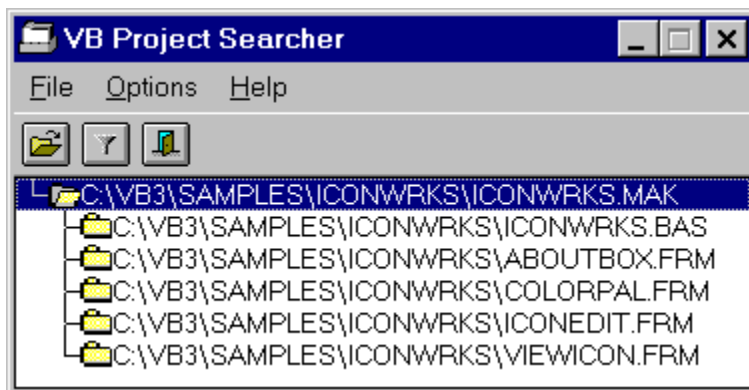 VB Project Searcher
File Options Help
C:\VB3\SAMPLES\ICONWRKS\ICONWRKS.MAK
C:\VB3\SAMPLES\ICONWRKS\ICONWRKS.BAS
C:\VB3\SAMPLES\ICONWRKS\ABOUTBOX.FRM
C:\VB3\SAMPLES\ICONWRKS\COLORPAL.FRM
C:\VB3\SAMPLES\ICONWRKS\ICONEDIT.FRM
C:\VB3\SAMPLES\ICONWRKS\VIEWICON.FRM